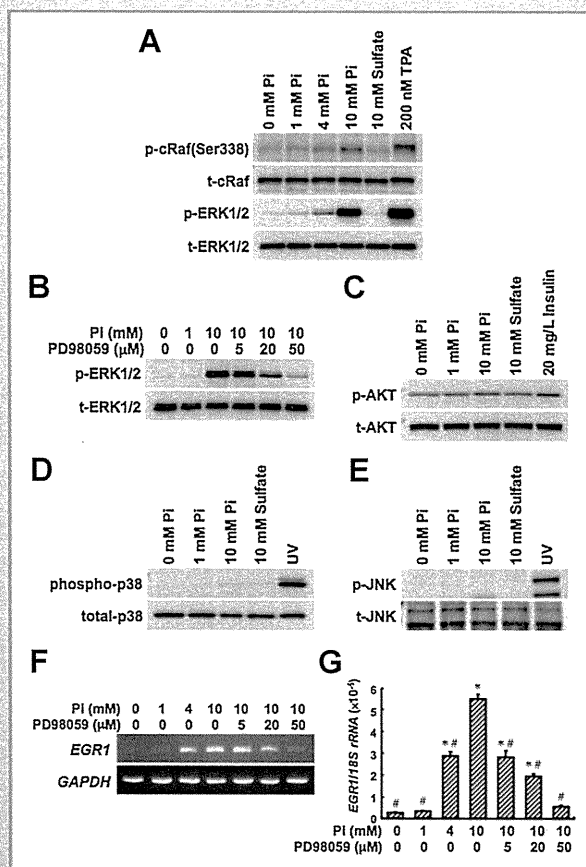 A
0 mM Pi
1 mM Pi
4 mM Pi
10 mM Pi
10 mM Sulfate
200 nM TPA
p-cRaf(Ser338)
t-cRaf
p-ERK1/2
t-ERK1/2
B
Pi (mM) 0 1 10 10 10 10
PD98059 (μM) 0 0 0 5 20 50
p-ERK1/2
t-ERK1/2
C
0 mM Pi
1 mM Pi
10 mM Pi
10 mM Sulfate
20 mg/L Insulin
p-AKT
t-AKT
D
0 mM Pi
1 mM Pi
10 mM Pi
10 mM Sulfate
UV
phospho-p38
total-p38
E
0 mM Pi
1 mM Pi
10 mM Pi
10 mM Sulfate
UV
p-JNK
t-JNK
F
Pi (mM) 0 1 4 10 10 10 10
PD98059 (μM) 0 0 0 0 5 20 50
EGR1
GAPDH
G
EGR1/18S rRNA (x10⁻⁵)
6
5
4
3
2
1
0
# # *# * *# *# #
Pi (mM) 0 1 4 10 10 10 10
PD98059 (μM) 0 0 0 0 5 20 50